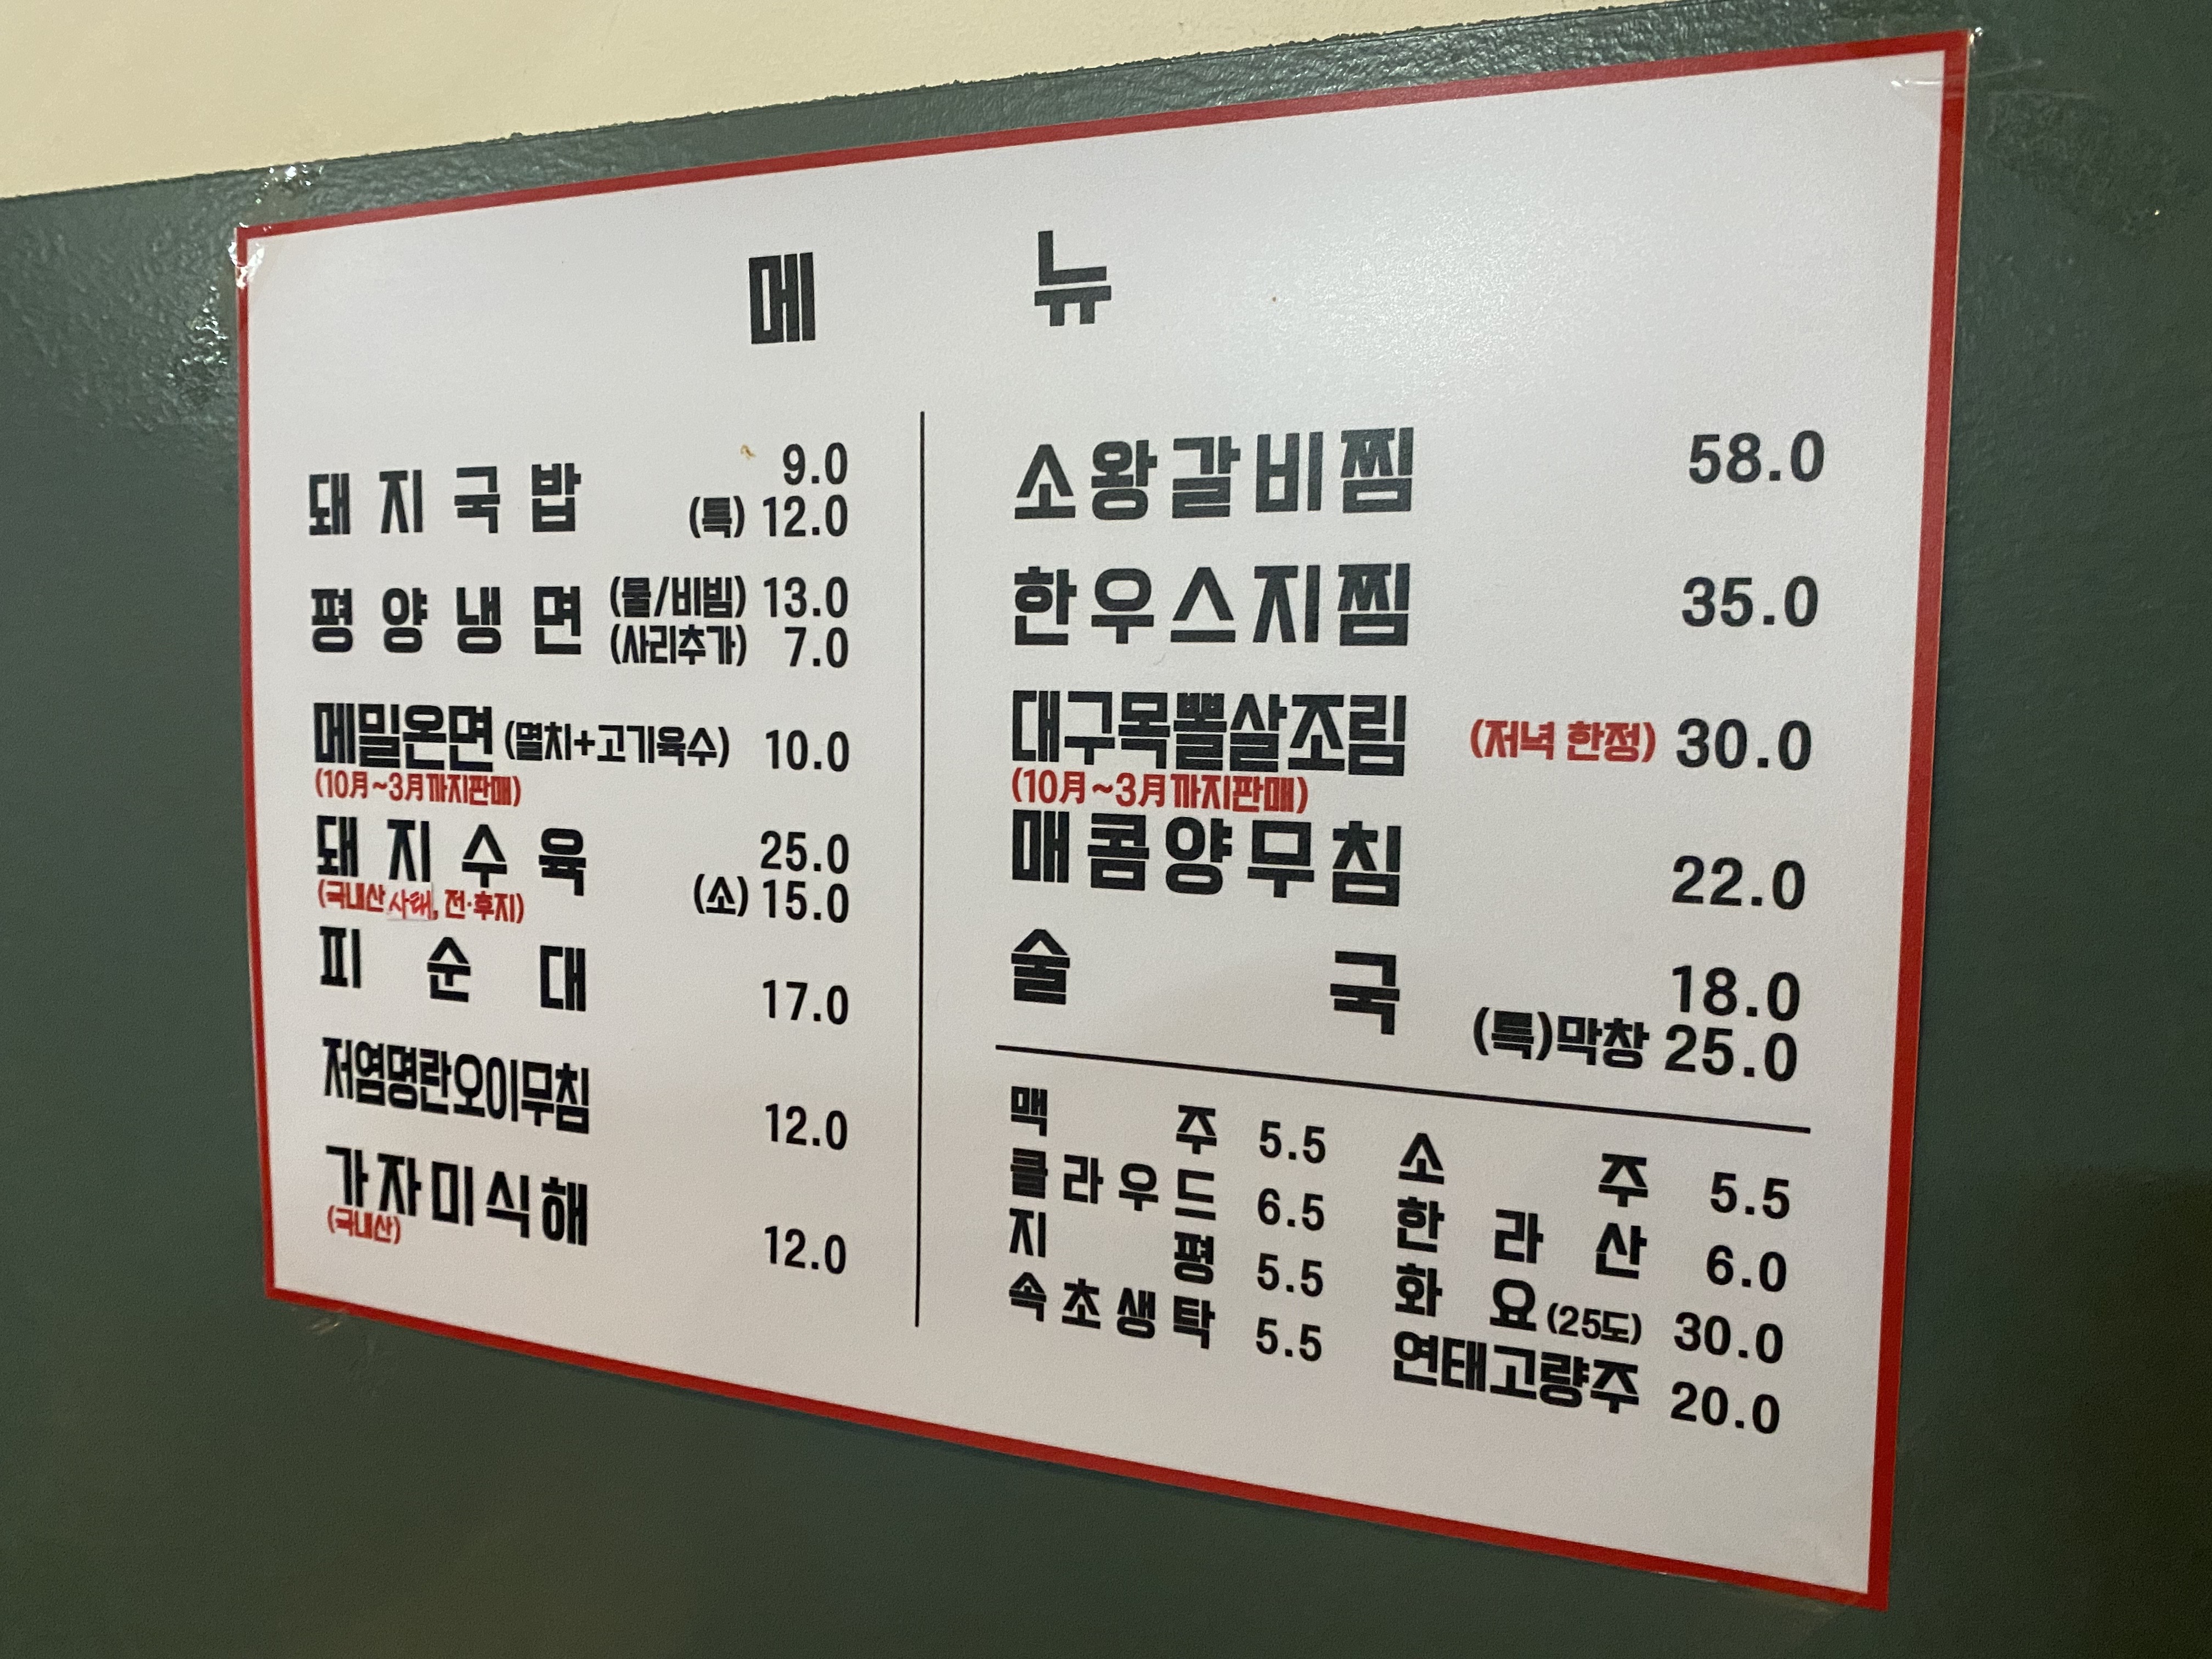 메 뉴
돼지국밥 9.0
(특) 12.0
평양냉면 (물/비빔) 13.0
(사리추가) 7.0
메밀온면 (멸치+고기육수) 10.0
(10月~3月까지판매)
돼지수육 25.0
(국내산 사태, 전·후지) (소) 15.0
피순대 17.0
저염명란오이무침 12.0
가자미식해 12.0
(국내산)
소왕갈비찜 58.0
한우스지찜 35.0
대구목뽈살조림 (저녁 한정) 30.0
(10月~3月까지판매)
매콤양무침 22.0
술국 18.0
(특)막창 25.0
맥주 5.5
클라우드 6.5
지평 5.5
속초생탁 5.5
소주 5.5
한라산 6.0
화요(25도) 30.0
연태고량주 20.0